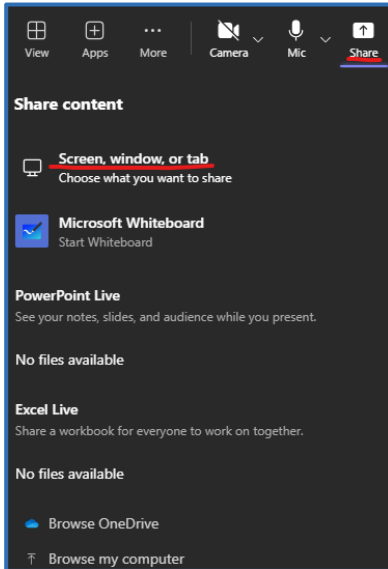 View Apps More Camera Mic Share
Share content
Screen, window, or tab
Choose what you want to share
Microsoft Whiteboard
Start Whiteboard
PowerPoint Live
See your notes, slides, and audience while you present.
No files available
Excel Live
Share a workbook for everyone to work on together.
No files available
Browse OneDrive
Browse my computer